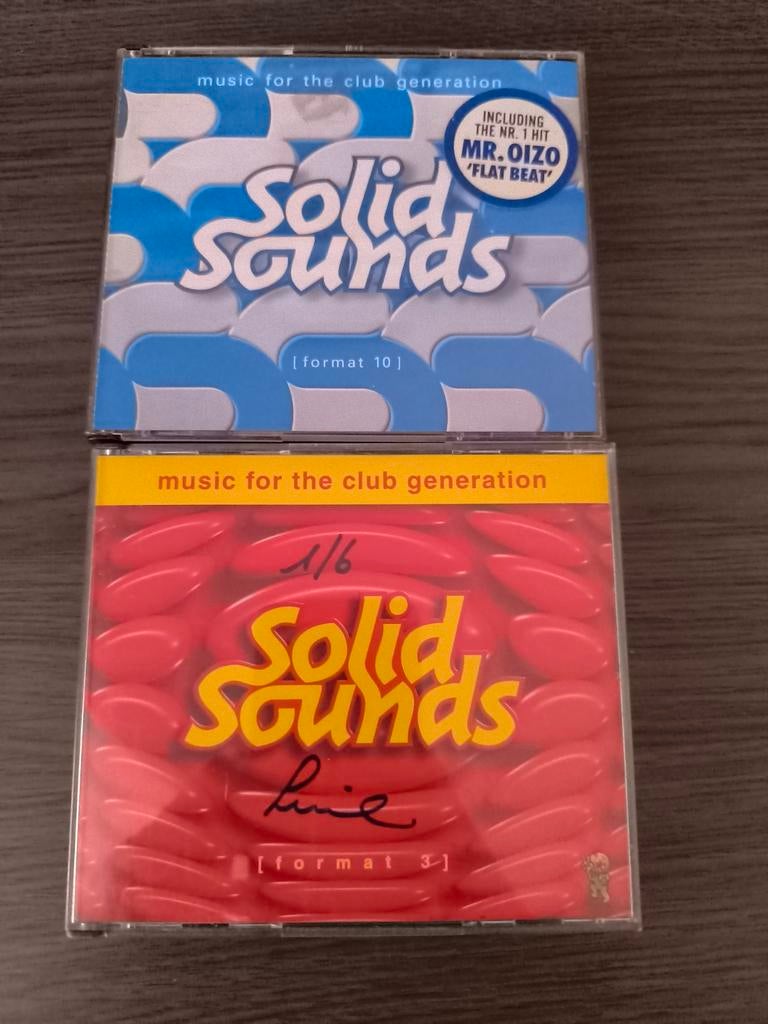 music for the club generation
INCLUDING
THE NR. 1 HIT
MR. OIZO
'FLAT BEAT'
Solid
Sounds
[format 10]
music for the club generation
1/6
Solid
Sounds
[format 3]